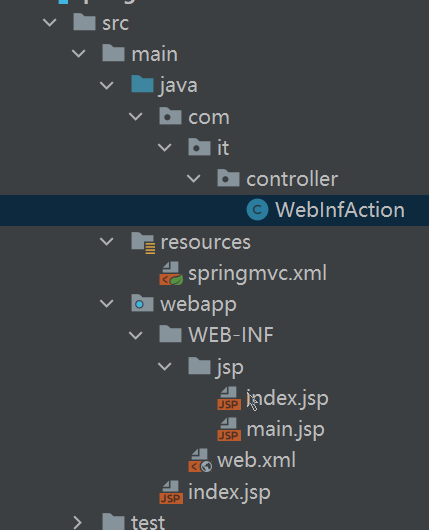 src
main
java
com
it
controller
C WebInfAction
resources
springmvc.xml
webapp
WEB-INF
jsp
JSP index.jsp
JSP main.jsp
web.xml
JSP index.jsp
test